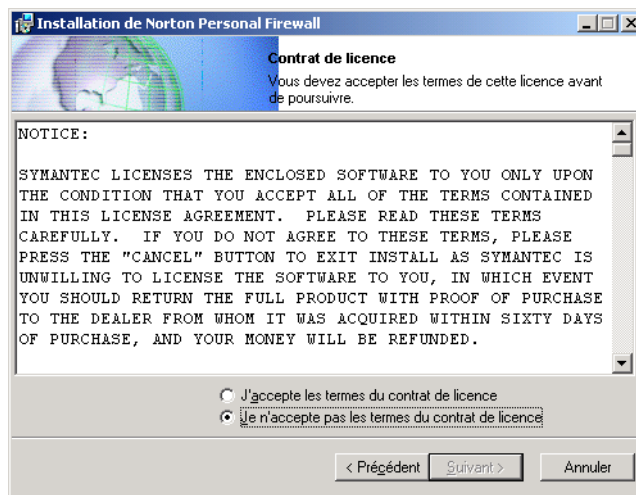 Installation de Norton Personal Firewall
Contrat de licence
Vous devez accepter les termes de cette licence avant
de poursuivre.
NOTICE:
SYMANTEC LICENSES THE ENCLOSED SOFTWARE TO YOU ONLY UPON
THE CONDITION THAT YOU ACCEPT ALL OF THE TERMS CONTAINED
IN THIS LICENSE AGREEMENT.  PLEASE READ THESE TERMS
CAREFULLY.  IF YOU DO NOT AGREE TO THESE TERMS, PLEASE
PRESS THE "CANCEL" BUTTON TO EXIT INSTALL AS SYMANTEC IS
UNWILLING TO LICENSE THE SOFTWARE TO YOU, IN WHICH EVENT
YOU SHOULD RETURN THE FULL PRODUCT WITH PROOF OF PURCHASE
TO THE DEALER FROM WHOM IT WAS ACQUIRED WITHIN SIXTY DAYS
OF PURCHASE, AND YOUR MONEY WILL BE REFUNDED.
J'accepte les termes du contrat de licence
Je n'accepte pas les termes du contrat de licence
< Précédent
Suivant >
Annuler